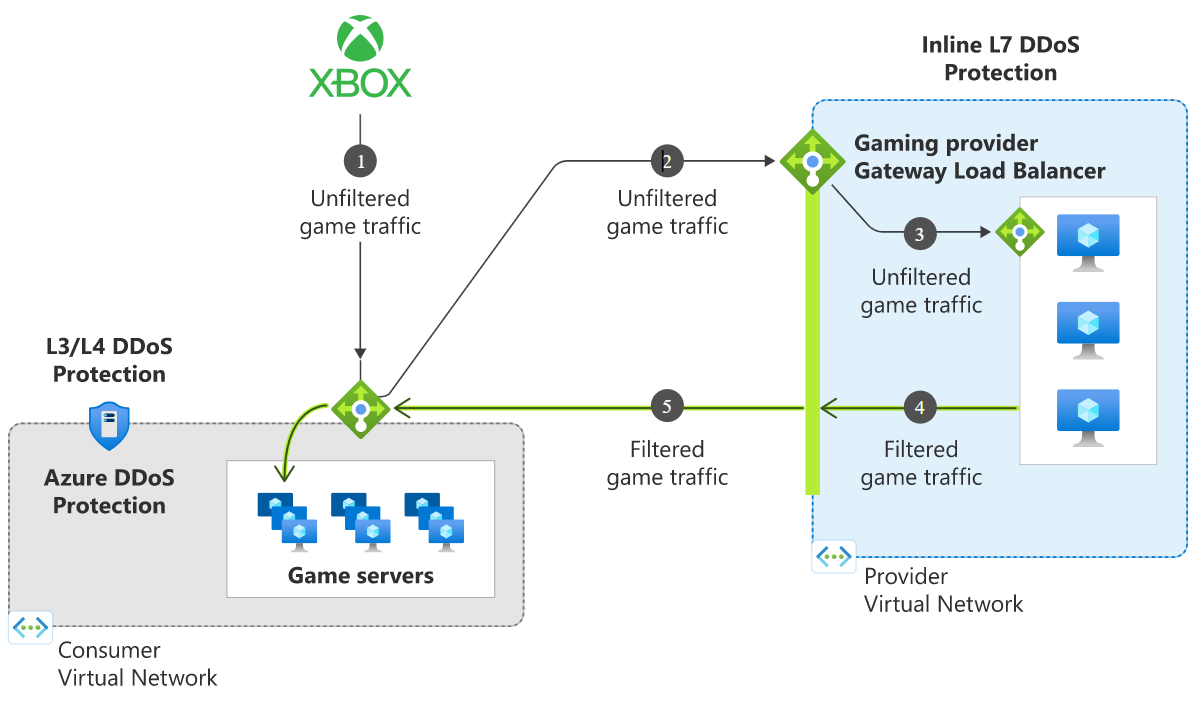 XBOX
Inline L7 DDoS
Protection
1
Unfiltered
game traffic
2
Unfiltered
game traffic
Gaming provider
Gateway Load Balancer
3
Unfiltered
game traffic
L3/L4 DDoS
Protection
Azure DDoS
Protection
5
Filtered
game traffic
4
Filtered
game traffic
Game servers
Provider
Virtual Network
Consumer
Virtual Network